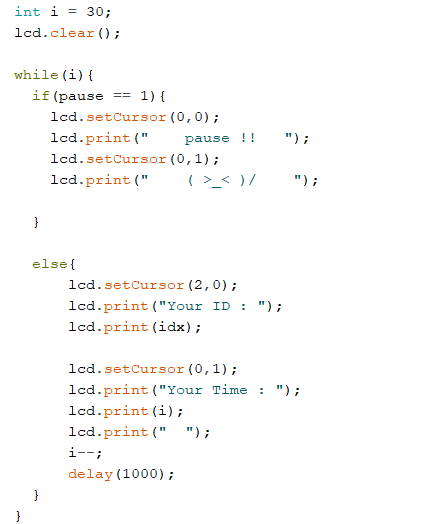 int i = 30;
lcd.clear();

while(i){
  if(pause == 1){
    lcd.setCursor(0,0);
    lcd.print("    pause !!   ");
    lcd.setCursor(0,1);
    lcd.print("    ( >_< )/    ");

  }

  else{
      lcd.setCursor(2,0);
      lcd.print("Your ID : ");
      lcd.print(idx);

      lcd.setCursor(0,1);
      lcd.print("Your Time : ");
      lcd.print(i);
      lcd.print("  ");
      i--;
      delay(1000);
  }
}